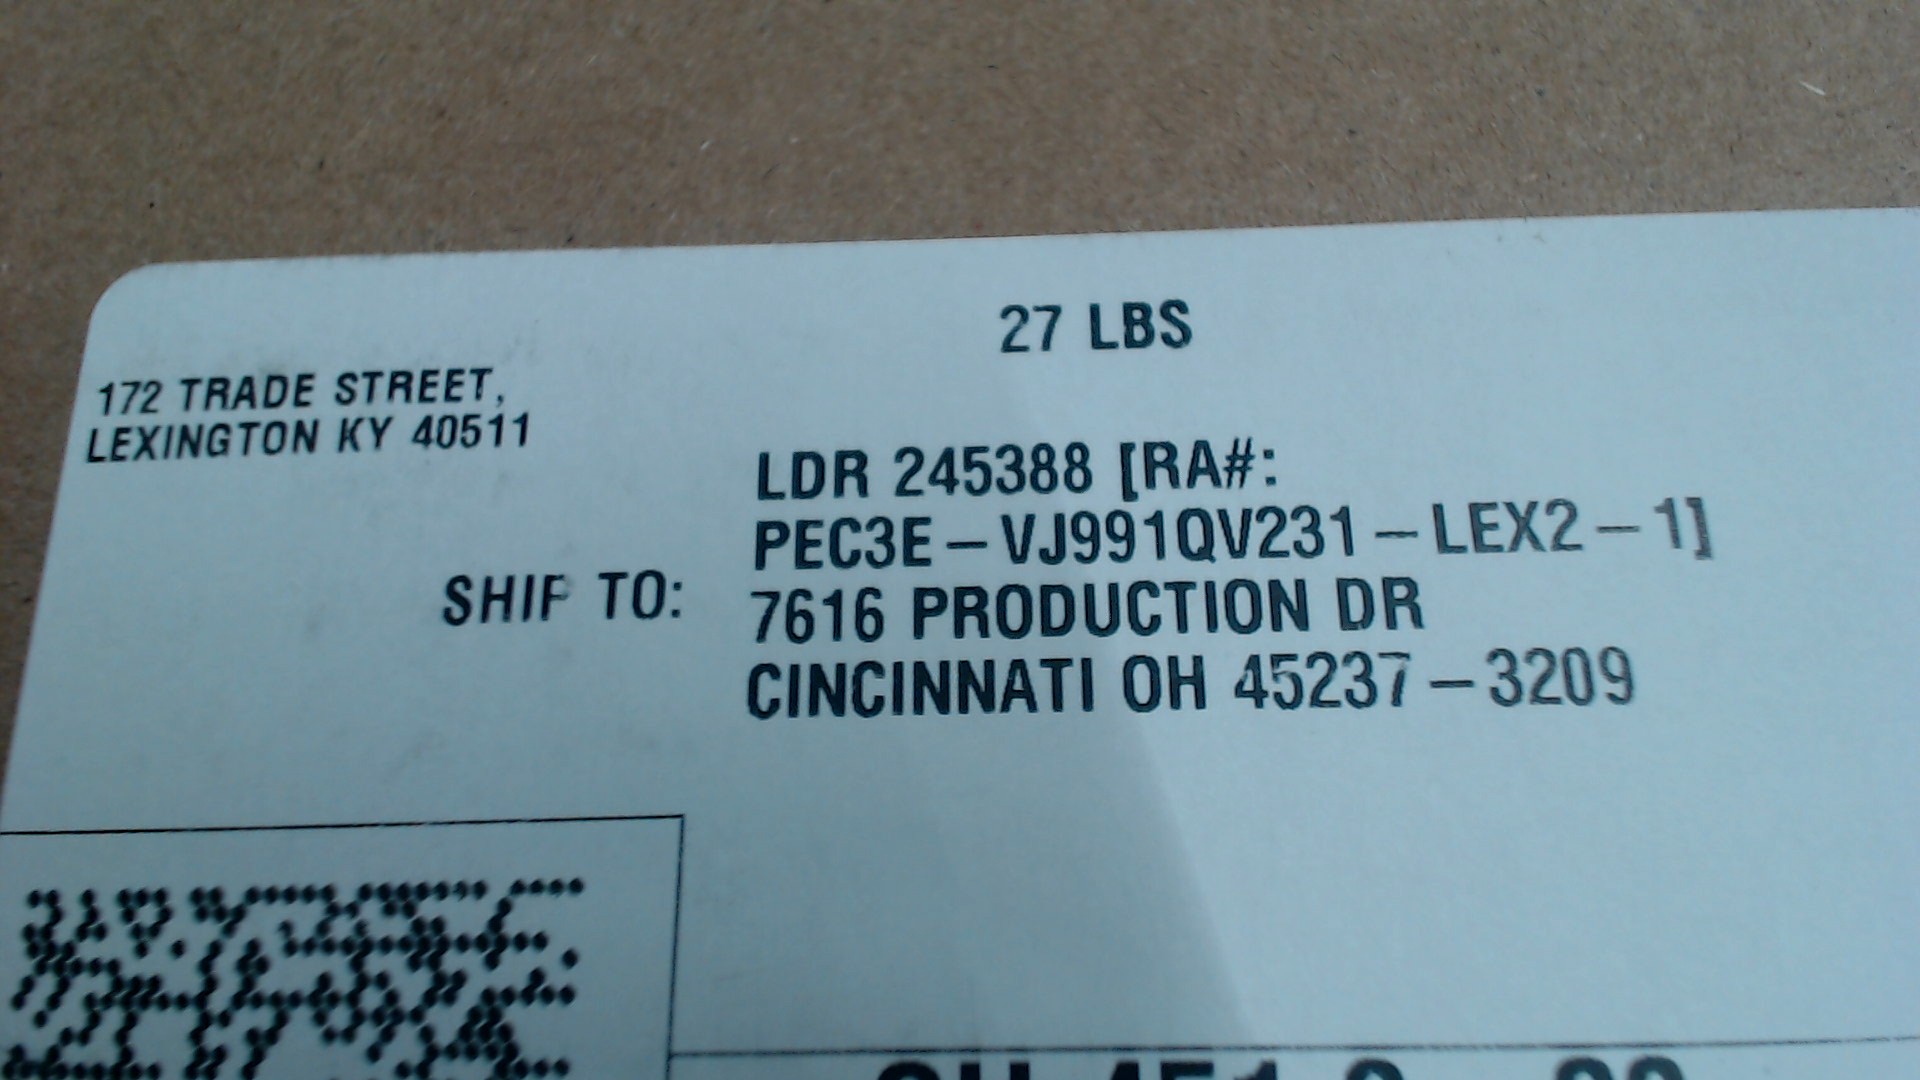 27 LBS
172 TRADE STREET,
LEXINGTON KY 40511
LDR 245388 [RA#:
PEC3E-VJ991QV231-LEX2-1]
SHIP TO:
7616 PRODUCTION DR
CINCINNATI OH 45237-3209